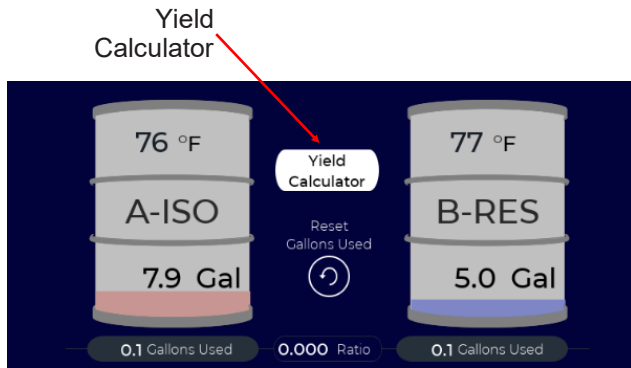 Yield
Calculator
76 °F
Yield
Calculator
77 °F
A-ISO
B-RES
Reset
Gallons Used
7.9 Gal
5.0 Gal
0.1 Gallons Used
0.000 Ratio
0.1 Gallons Used